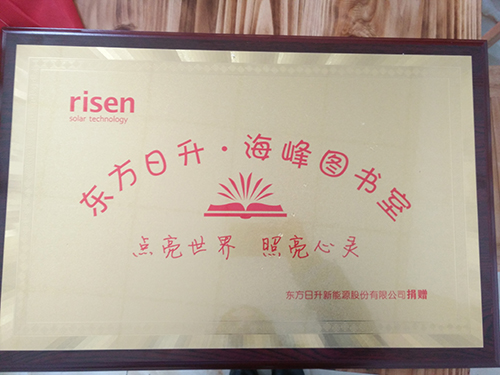 risen
solar technology
东方日升·海峰图书室
点亮世界 照亮心灵
东方日升新能源股份有限公司捐赠